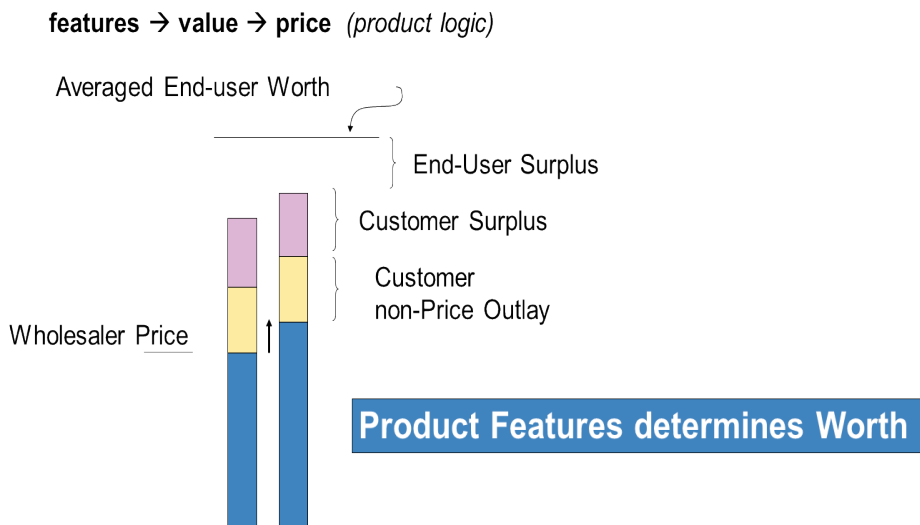 features → value → price (product logic)
Averaged End-user Worth
End-User Surplus
Customer Surplus
Customer
non-Price Outlay
Wholesaler Price
Product Features determines Worth